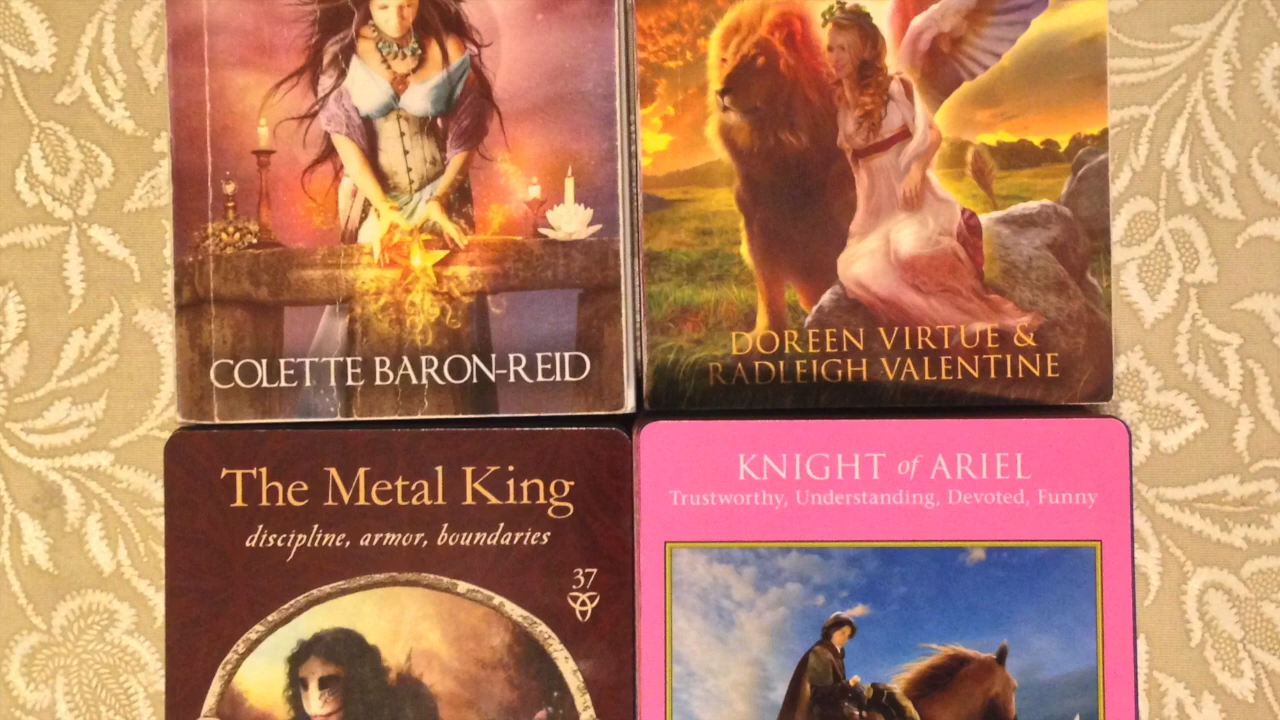 COLETTE BARON-REID
DOREEN VIRTUE &
RADLEIGH VALENTINE
The Metal King
discipline, armor, boundaries
37
KNIGHT of ARIEL
Trustworthy, Understanding, Devoted, Funny